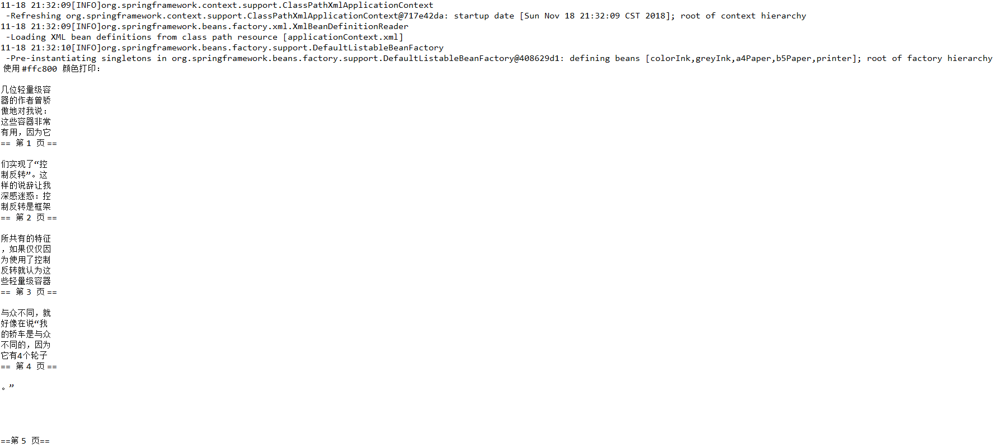 11-18 21:32:09[INFO]org.springframework.context.support.ClassPathXmlApplicationContext
 -Refreshing org.springframework.context.support.ClassPathXmlApplicationContext@717e42da: startup date [Sun Nov 18 21:32:09 CST 2018]; root of context hierarchy
11-18 21:32:09[INFO]org.springframework.beans.factory.xml.XmlBeanDefinitionReader
 -Loading XML bean definitions from class path resource [applicationContext.xml]
11-18 21:32:10[INFO]org.springframework.beans.factory.support.DefaultListableBeanFactory
 -Pre-instantiating singletons in org.springframework.beans.factory.support.DefaultListableBeanFactory@408629d1: defining beans [colorInk,greyInk,a4Paper,b5Paper,printer]; root of factory hierarchy
使用#ffc800 颜色打印：
几位轻量级容
器的作者曾骄
傲地对我说：
这些容器非常
有用，因为它
== 第1 页==
们实现了“控
制反转”。这
样的说辞让我
深感迷惑：控
制反转是框架
== 第2 页==
所共有的特征
，如果仅仅因
为使用了控制
反转就认为这
些轻量级容器
== 第3 页==
与众不同，就
好像在说“我
的轿车是与众
不同的，因为
它有4个轮子
== 第4 页==
。”
==第5 页==